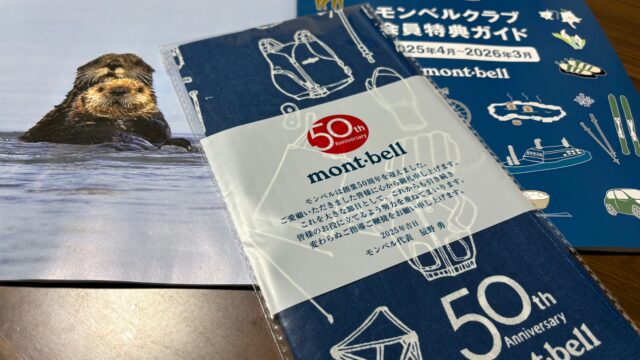 モンベルクラブ
会員特典ガイド
2025年4月~2026年3月
mont-bell
50th
Anniversary
mont-bell
モンベルは創業50周年を迎えました。
ご愛顧いただきました皆様に心から御礼申し上げます。
これを大きな節目として、これからも引き続き
皆様のお役に立てるよう努力を重ねてまいります。
変わらぬご指導ご鞭撻をお願い申し上げます。
2025年吉日
モンベル代表 辰野 勇
50th
Anniversary
mont-bell